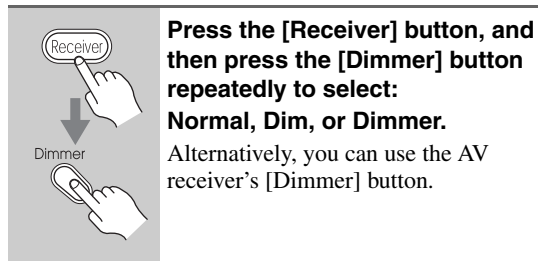 Receiver
Dimmer
Press the [Receiver] button, and
then press the [Dimmer] button
repeatedly to select:
Normal, Dim, or Dimmer.
Alternatively, you can use the AV
receiver's [Dimmer] button.